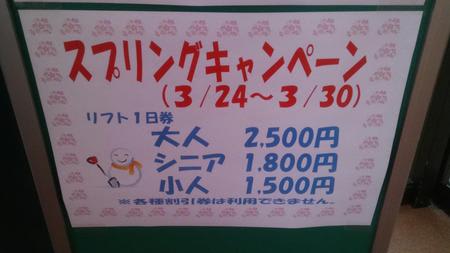 スプリングキャンペーン
(3/24～3/30)
リフト1日券
大人 2,500円
シニア 1,800円
小人 1,500円
※各種割引券は利用できません。